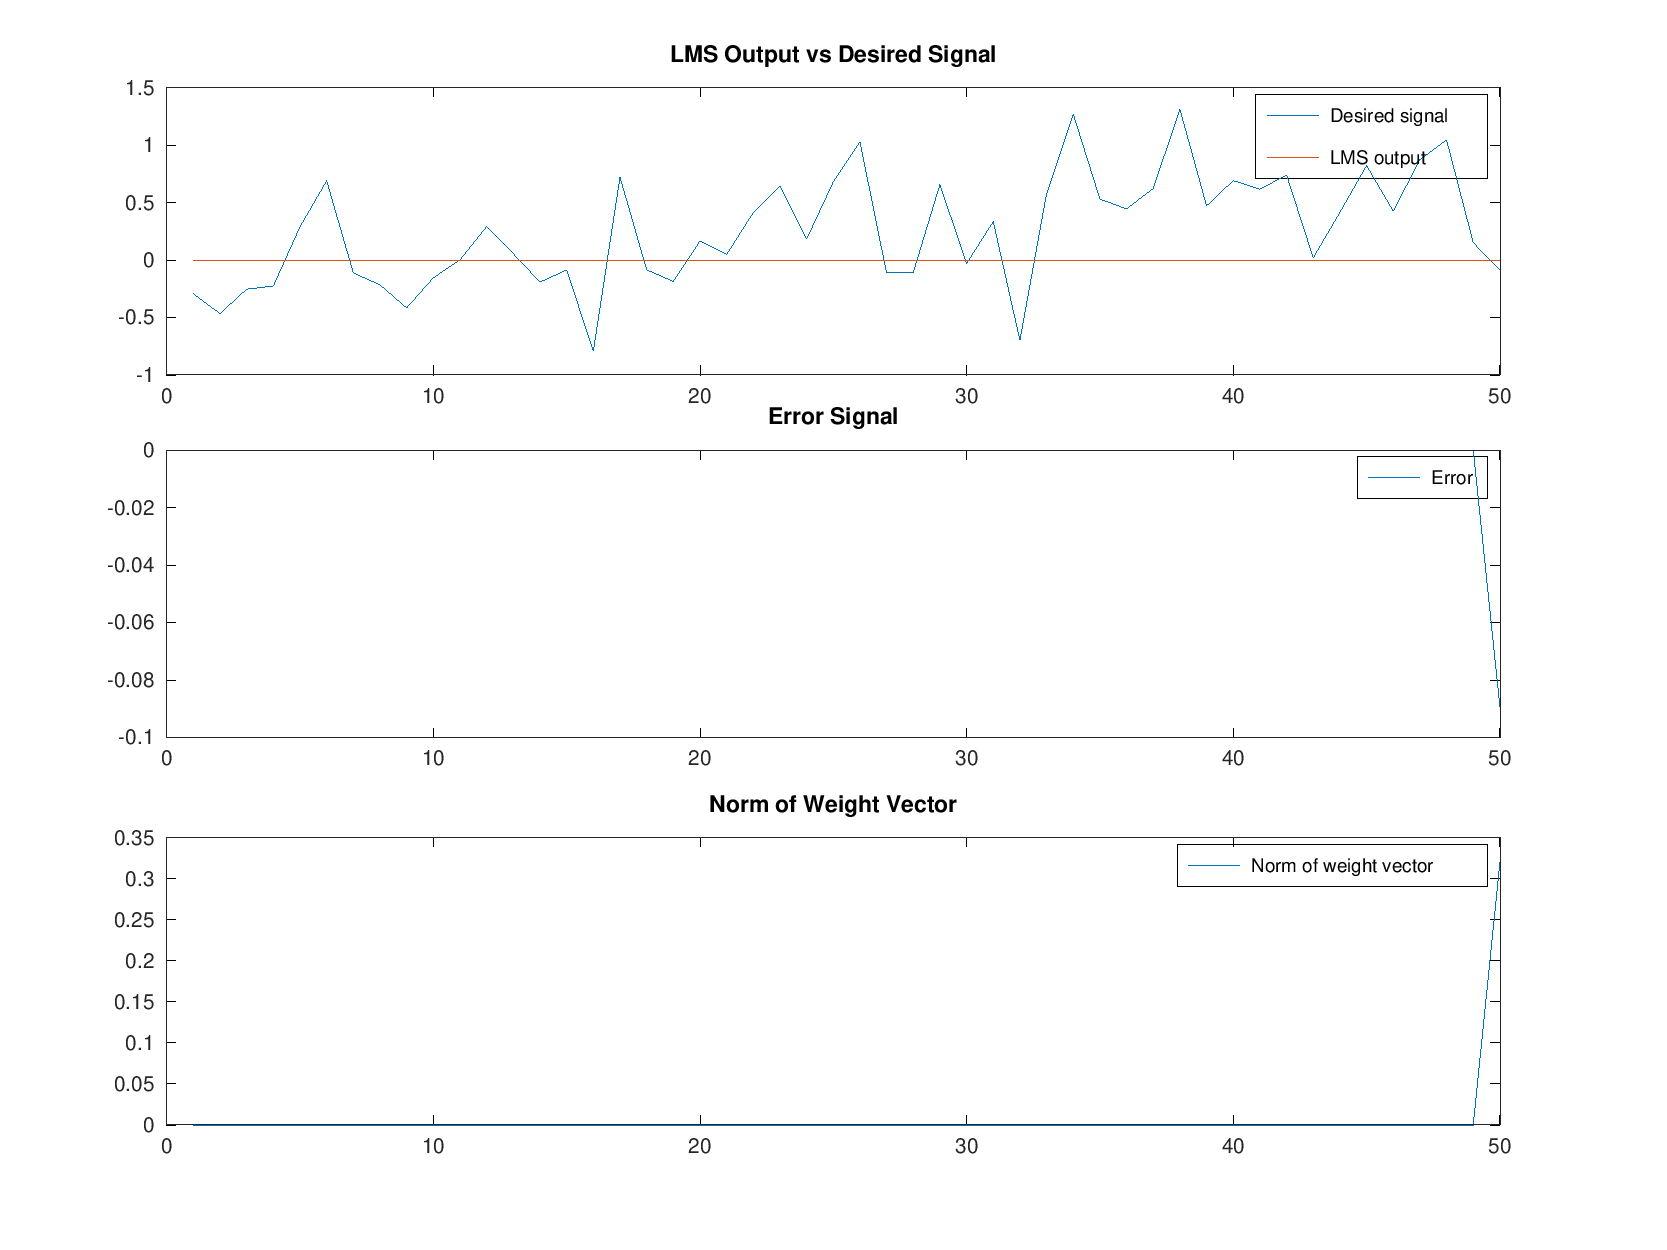 LMS Output vs Desired Signal
1.5
1
0.5
0
-0.5
-1
Desired signal
LMS output
0 10 20 30 40 50
Error Signal
0
-0.02
-0.04
-0.06
-0.08
-0.1
Error
0 10 20 30 40 50
Norm of Weight Vector
0.35
0.3
0.25
0.2
0.15
0.1
0.05
0
Norm of weight vector
0 10 20 30 40 50